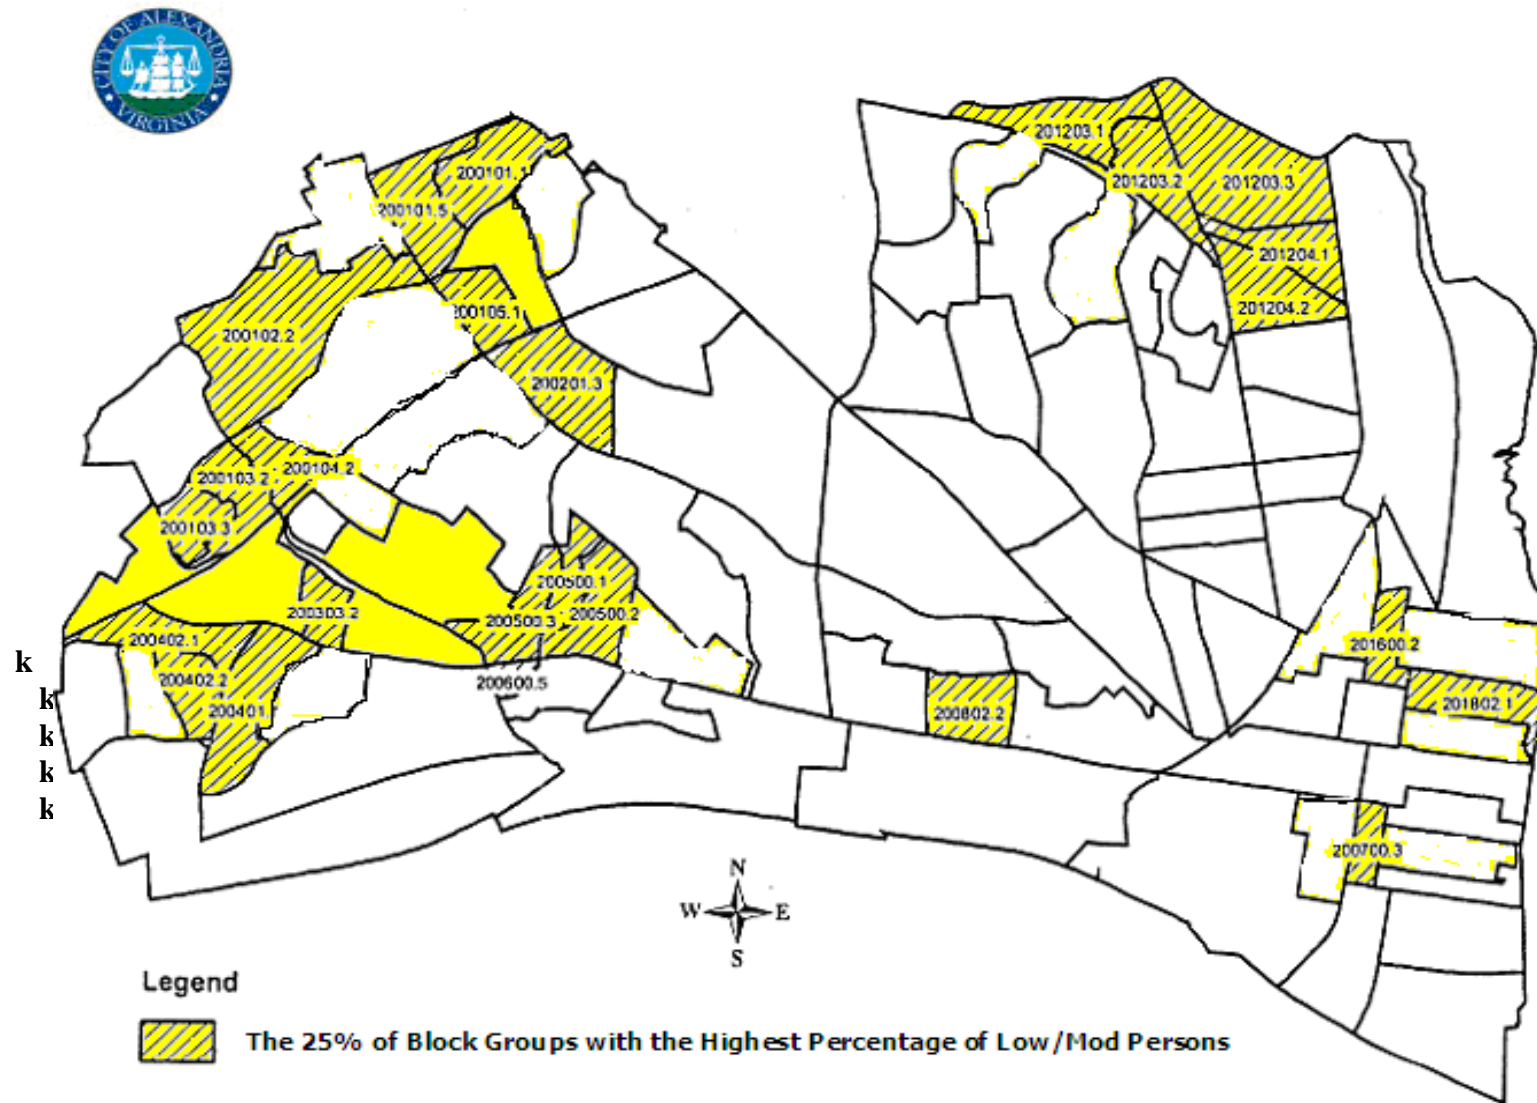 CITY OF ALEXANDRIA
VIRGINIA
201203.1
200101.1
201203.2
201203.3
200101.5
201204.1
201204.2
200105.1
200102.2
200201.3
200104.2
200103.2
200103.3
200500.1
200303.2
200500.3
200500.2
200402.1
201600.2
k
200402.2
200600.5
k
200401
200802.2
201802.1
k
k
k
200700.3
N
W E
S
Legend
The 25% of Block Groups with the Highest Percentage of Low/Mod Persons